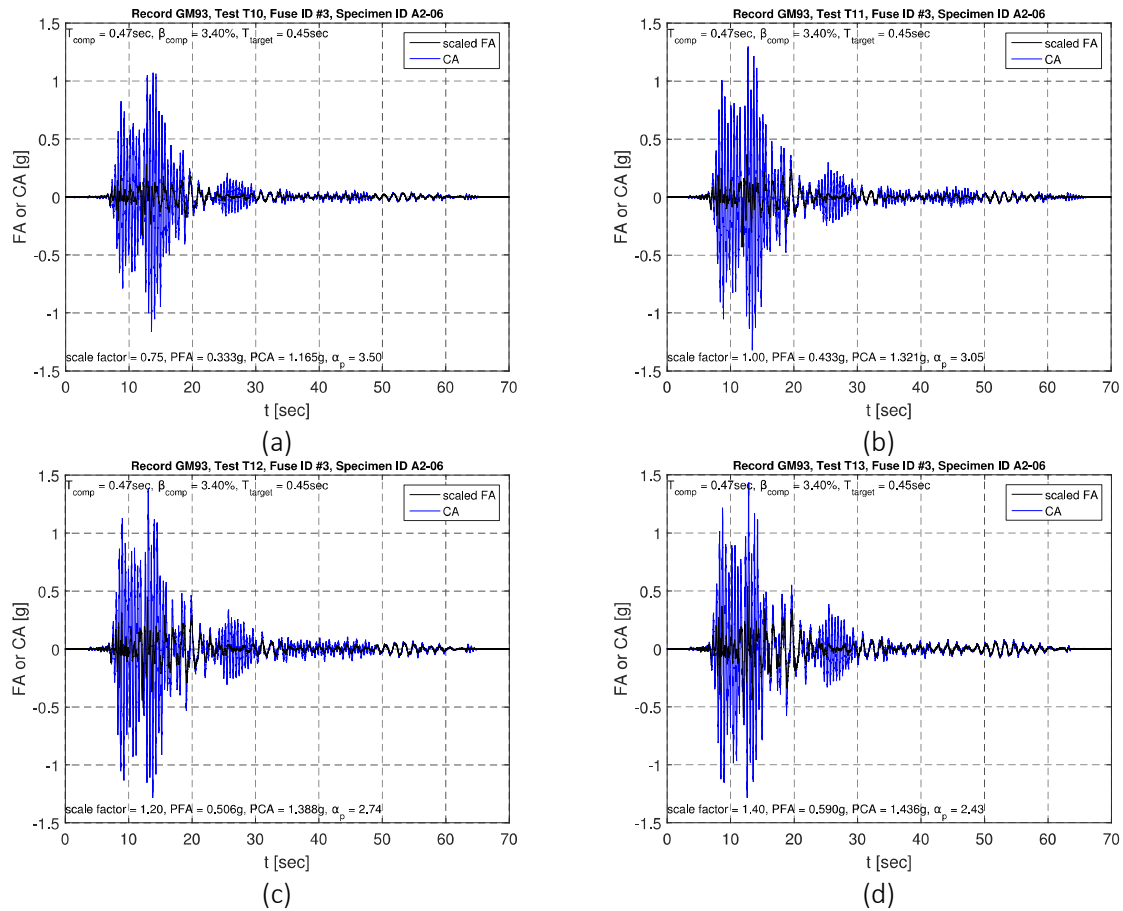 Record GM93, Test T10, Fuse ID #3, Specimen ID A2-06
T_comp = 0.47sec, β_comp = 3.40%, T_target = 0.45sec
scaled FA
CA
1.5
1
0.5
0
-0.5
-1
-1.5
FA or CA [g]
scale factor = 0.75, PFA = 0.333g, PCA = 1.165g, α_p = 3.50
0 10 20 30 40 50 60 70
t [sec]
(a)
Record GM93, Test T11, Fuse ID #3, Specimen ID A2-06
T_comp = 0.47sec, β_comp = 3.40%, T_target = 0.45sec
scaled FA
CA
1.5
1
0.5
0
-0.5
-1
-1.5
FA or CA [g]
scale factor = 1.00, PFA = 0.433g, PCA = 1.321g, α_p = 3.05
0 10 20 30 40 50 60 70
t [sec]
(b)
Record GM93, Test T12, Fuse ID #3, Specimen ID A2-06
T_comp = 0.47sec, β_comp = 3.40%, T_target = 0.45sec
scaled FA
CA
1.5
1
0.5
0
-0.5
-1
-1.5
FA or CA [g]
scale factor = 1.20, PFA = 0.506g, PCA = 1.388g, α_p = 2.74
0 10 20 30 40 50 60 70
t [sec]
(c)
Record GM93, Test T13, Fuse ID #3, Specimen ID A2-06
T_comp = 0.47sec, β_comp = 3.40%, T_target = 0.45sec
scaled FA
CA
1.5
1
0.5
0
-0.5
-1
-1.5
FA or CA [g]
scale factor = 1.40, PFA = 0.590g, PCA = 1.436g, α_p = 2.43
0 10 20 30 40 50 60 70
t [sec]
(d)